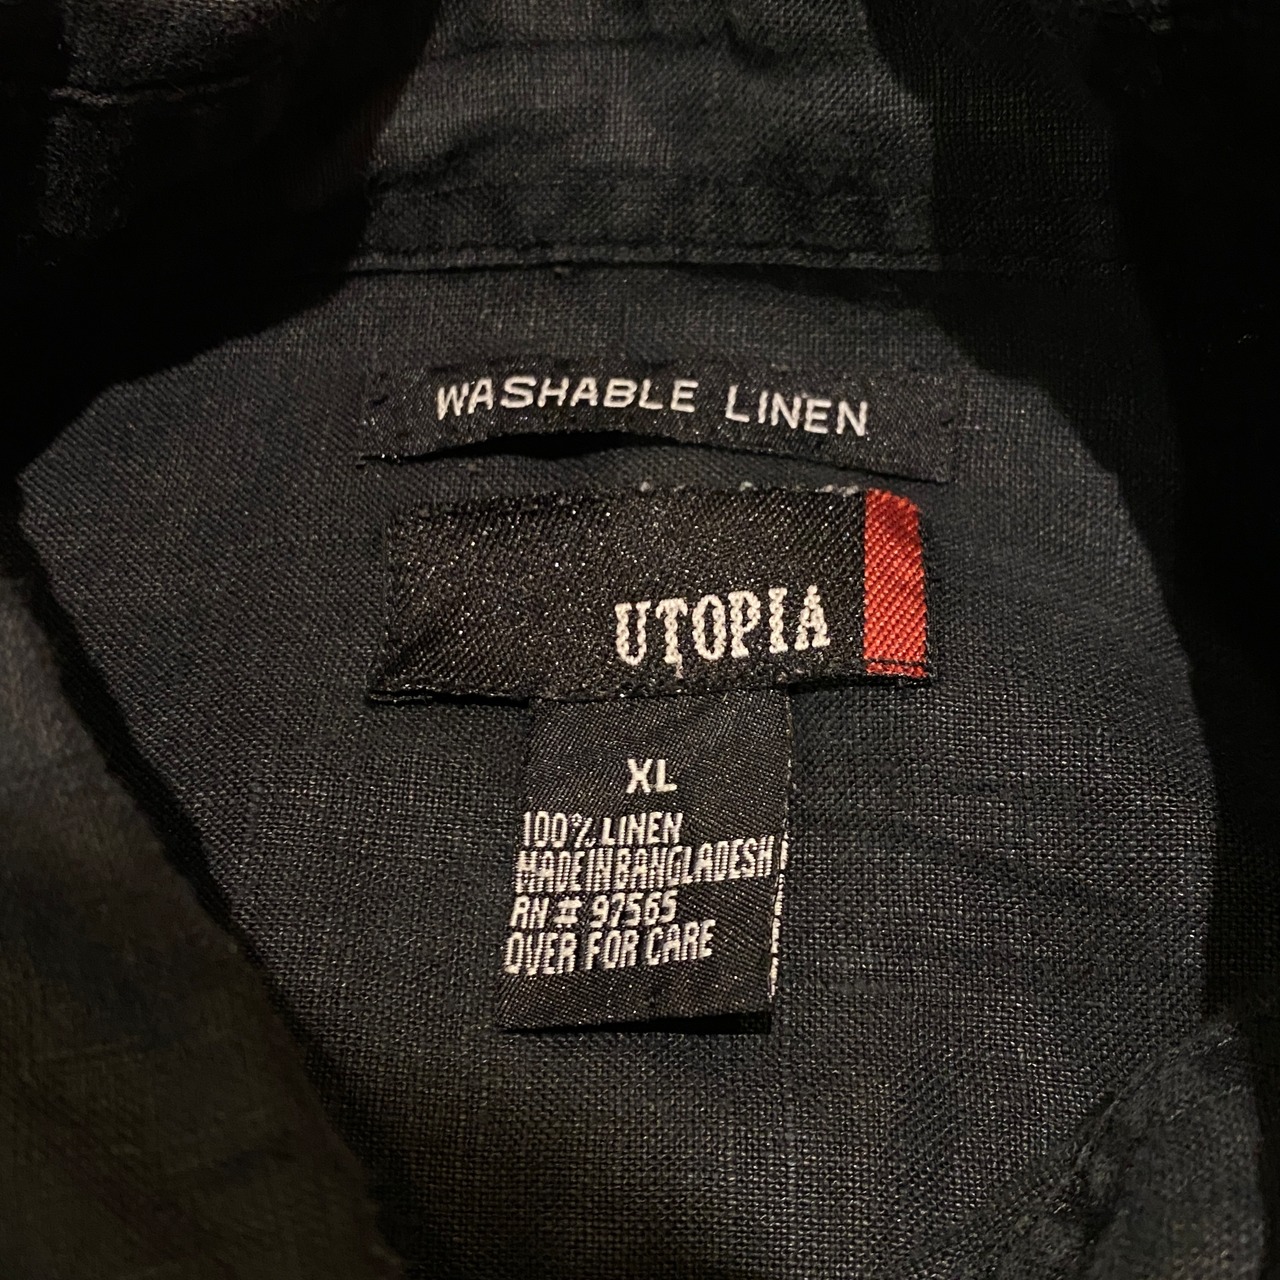 WASHABLE LINEN
UTOPIA
XL
100% LINEN
MADE IN BANGLADESH
RN # 97565
OVER FOR CARE